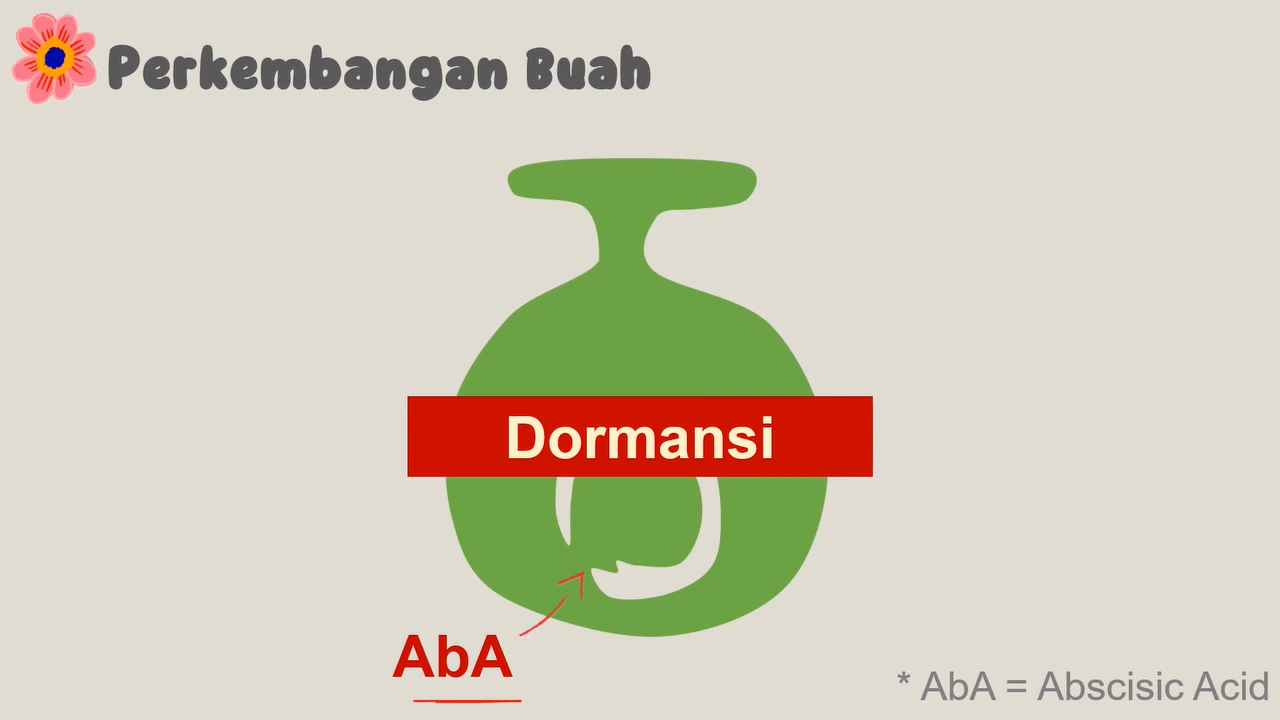 Perkembangan Buah
Dormansi
AbA
* AbA = Abscisic Acid